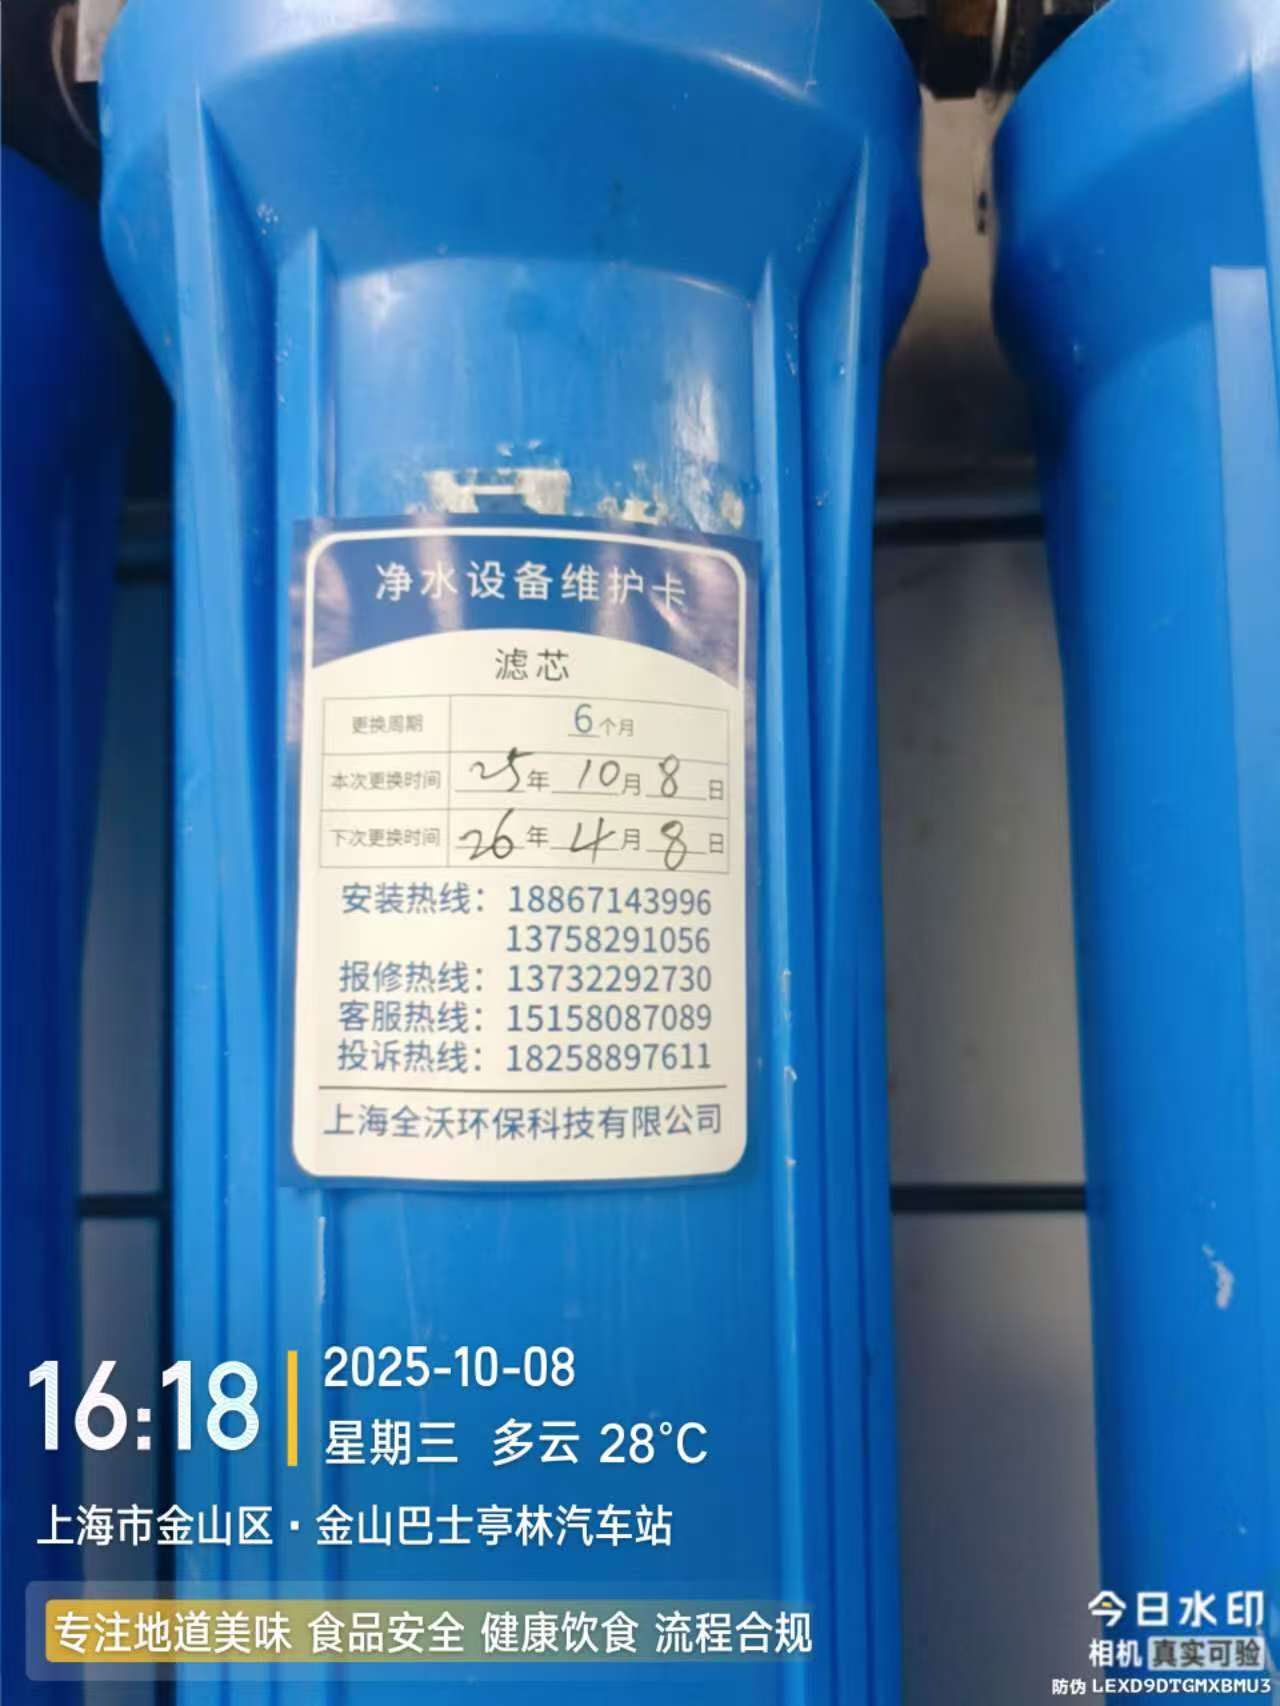 净水设备维护卡
滤芯
更换周期 6个月
本次更换时间 25年 10月 8日
下次更换时间 26年 4月 8日
安装热线：18867143996
13758291056
报修热线：13732292730
客服热线：15158087089
投诉热线：18258897611
上海全沃环保科技有限公司
16:18
2025-10-08
星期三 多云 28°C
上海市金山区·金山巴士亭林汽车站
专注地道美味 食品安全 健康饮食 流程合规
今日水印
相机 真实可验
防伪 LEXD9DTGMXBMU3